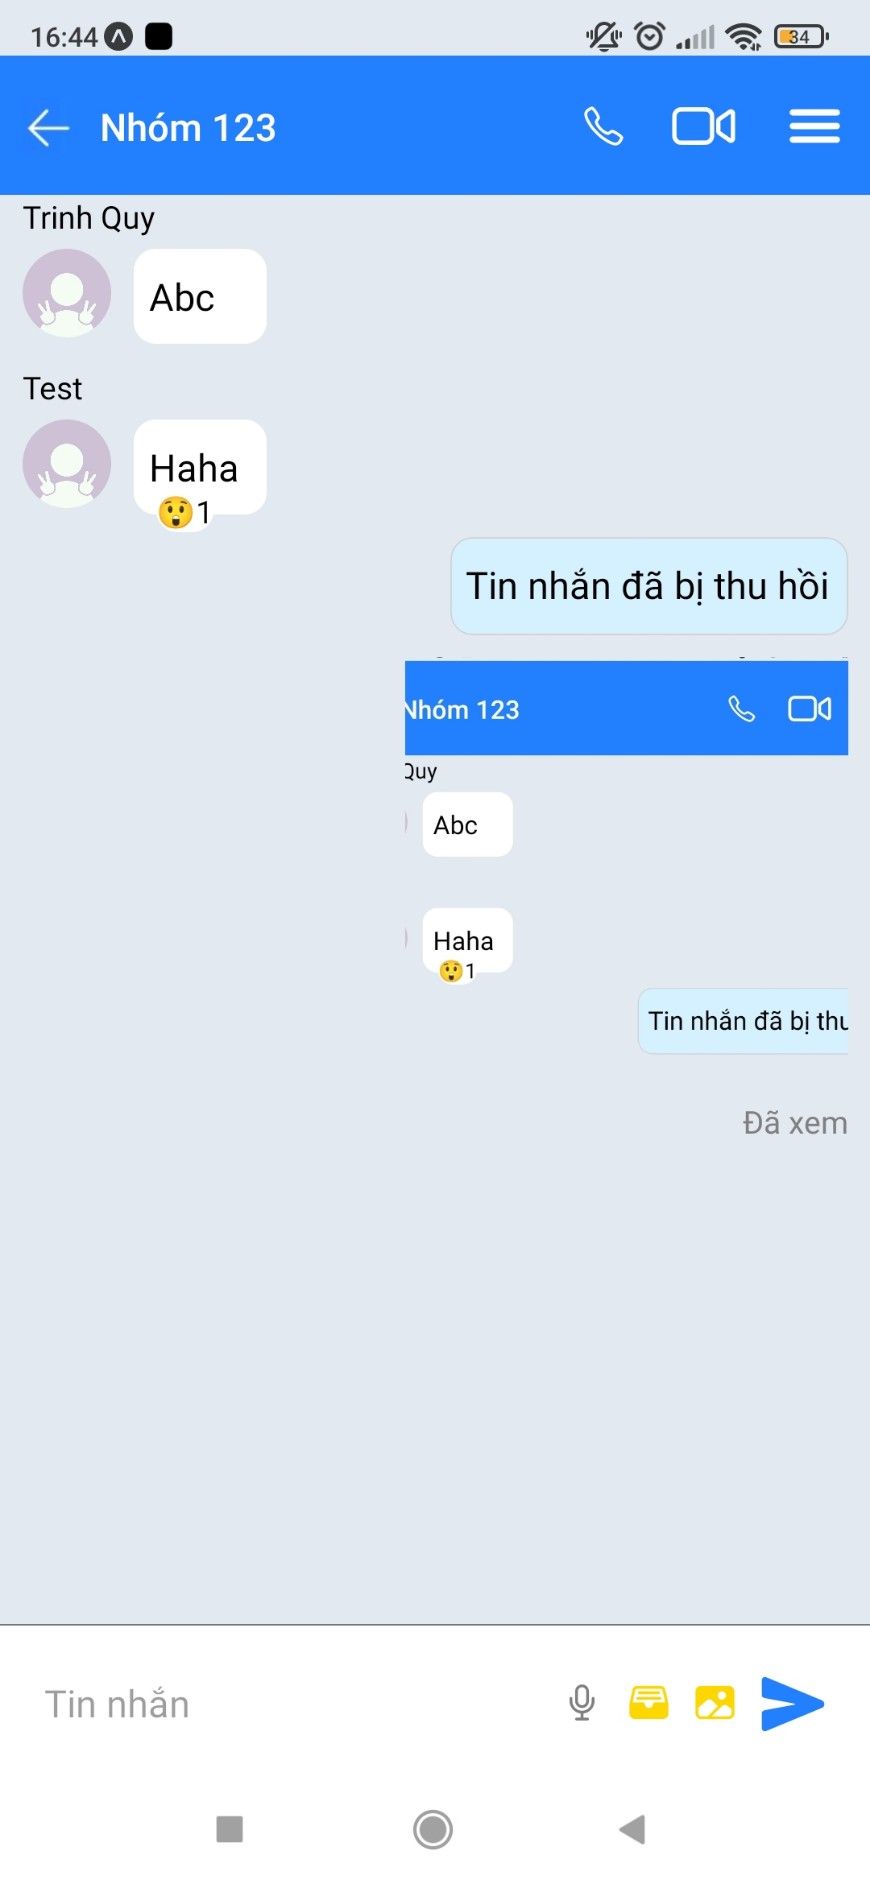 16:44
34
Nhóm 123
Trinh Quy
Abc
Test
Haha
1
Tin nhắn đã bị thu hồi
Nhóm 123
Quy
Abc
Haha
1
Tin nhắn đã bị thu
Đã xem
Tin nhắn